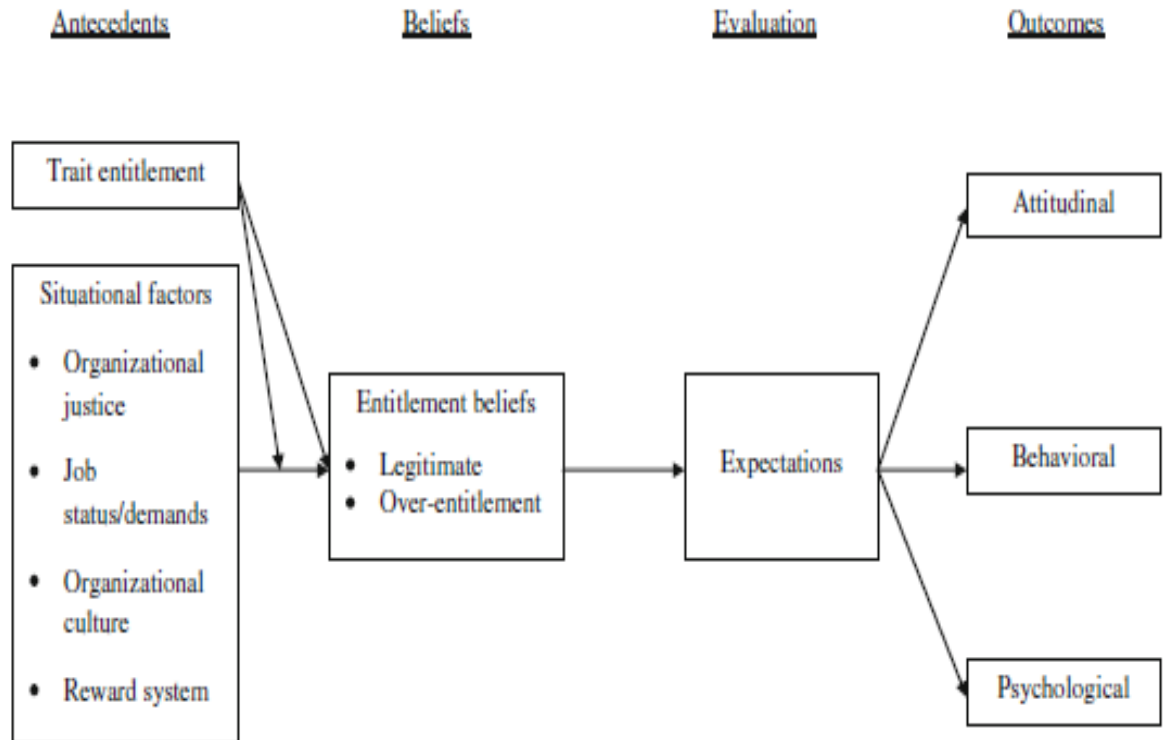 Antecedents Beliefs Evaluation Outcomes
Trait entitlement
Situational factors
• Organizational
justice
• Job
status/demands
• Organizational
culture
• Reward system
Entitlement beliefs
• Legitimate
• Over-entitlement
Expectations
Attitudinal
Behavioral
Psychological